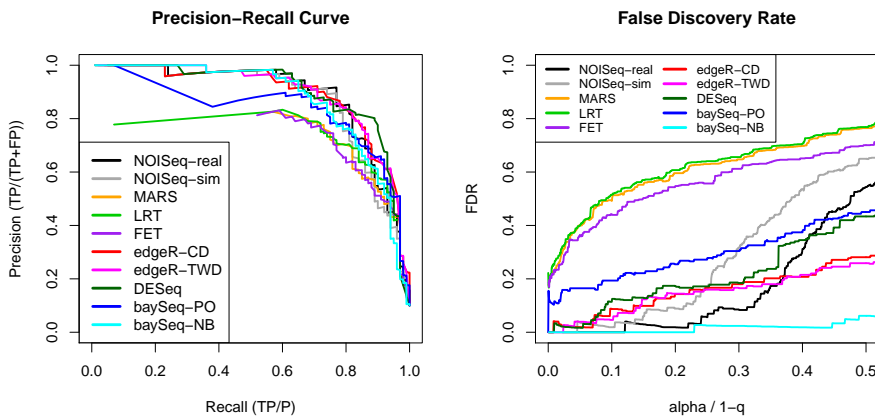 Precision−Recall Curve
Precision (TP/(TP+FP))
1.0
0.8
0.6
0.4
0.2
0.0
NOISeq−real
NOISeq−sim
MARS
LRT
FET
edgeR−CD
edgeR−TWD
DESeq
baySeq−PO
baySeq−NB
0.0 0.2 0.4 0.6 0.8 1.0
Recall (TP/P)
False Discovery Rate
FDR
1.0
0.8
0.6
0.4
0.2
0.0
NOISeq−real edgeR−CD
NOISeq−sim edgeR−TWD
MARS DESeq
LRT baySeq−PO
FET baySeq−NB
0.0 0.1 0.2 0.3 0.4 0.5
alpha / 1−q